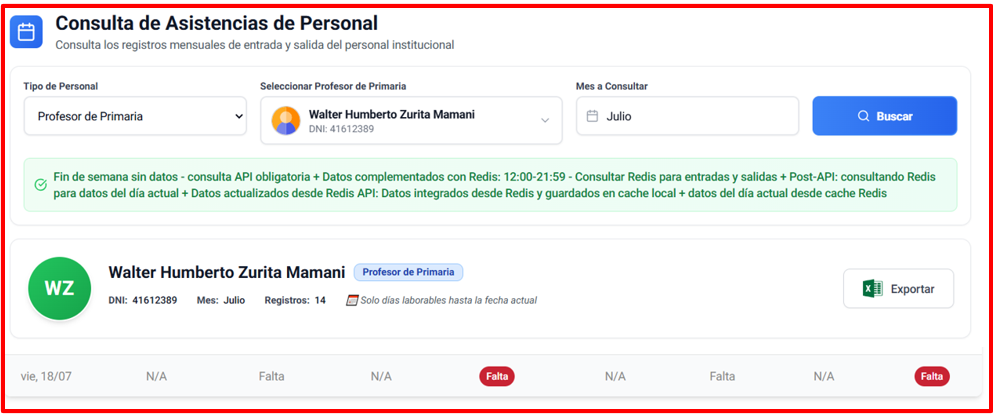 Consulta de Asistencias de Personal
Consulta los registros mensuales de entrada y salida del personal institucional
Tipo de Personal
Profesor de Primaria
Seleccionar Profesor de Primaria
Walter Humberto Zurita Mamani
DNI: 41612389
Mes a Consultar
Julio
Buscar
Fin de semana sin datos - consulta API obligatoria + Datos complementados con Redis: 12:00-21:59 - Consultar Redis para entradas y salidas + Post-API: consultando Redis
para datos del día actual + Datos actualizados desde Redis API: Datos integrados desde Redis y guardados en cache local + datos del día actual desde cache Redis
WZ
Walter Humberto Zurita Mamani Profesor de Primaria
DNI: 41612389 Mes: Julio Registros: 14 Solo días laborables hasta la fecha actual
Exportar
vie, 18/07 N/A Falta N/A Falta N/A Falta N/A Falta